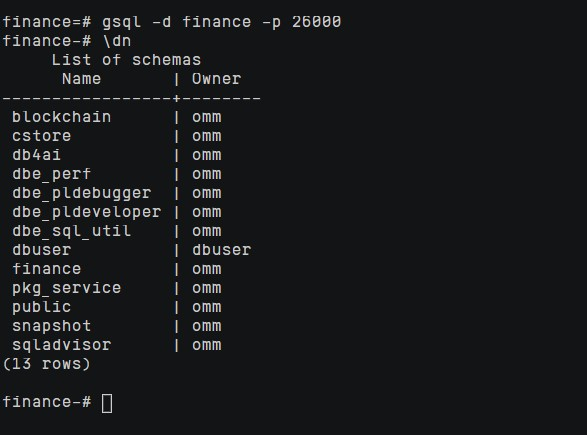 finance=# gsql -d finance -p 26000
finance-# \dn
List of schemas
Name | Owner
-----------------+--------
blockchain | omm
cstore | omm
db4ai | omm
dbe_perf | omm
dbe_pldebugger | omm
dbe_pldeveloper | omm
dbe_sql_util | omm
dbuser | dbuser
finance | omm
pkg_service | omm
public | omm
snapshot | omm
sqladvisor | omm
(13 rows)
finance-#